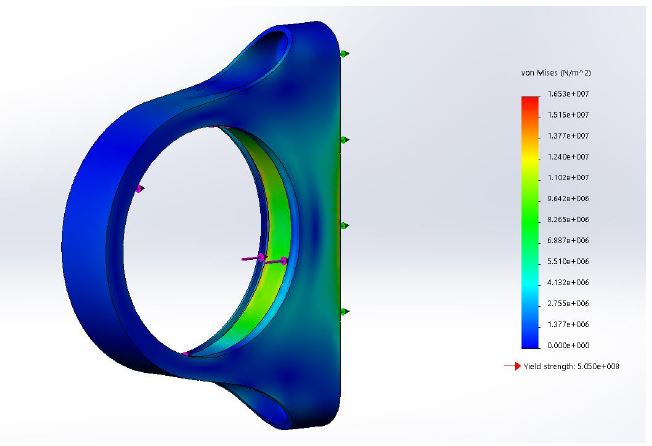 von Mises (N/m^2)
1.653e+007
1.515e+007
1.377e+007
1.240e+007
1.102e+007
9.642e+006
8.265e+006
6.887e+006
5.510e+006
4.132e+006
2.755e+006
1.377e+006
0.000e+000
Yield strength: 5.050e+008